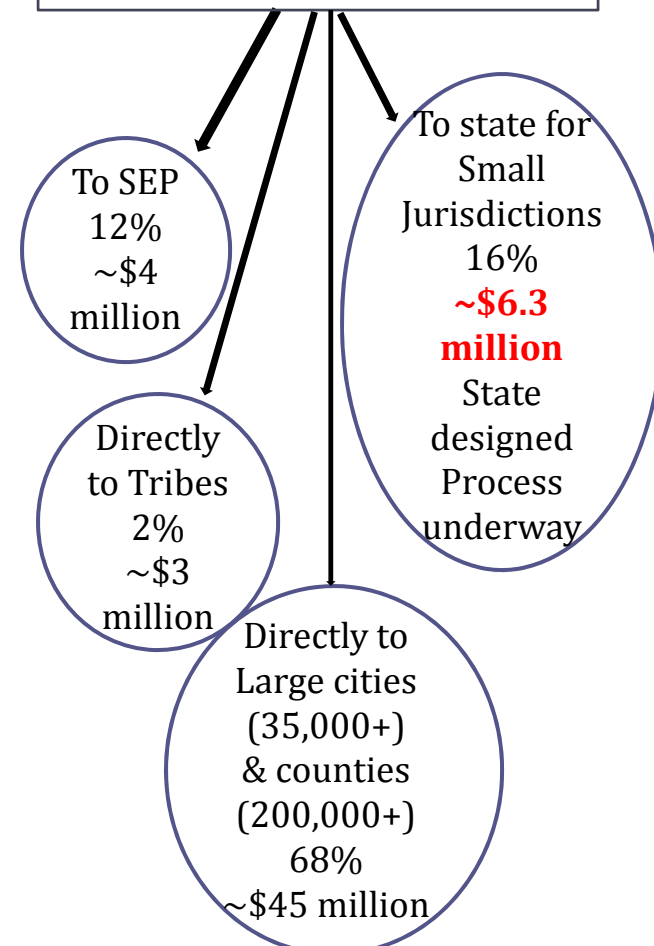 To SEP
12%
~$4
million
To state for
Small
Jurisdictions
16%
~$6.3
million
State
designed
Process
underway
Directly
to Tribes
2%
~$3
million
Directly to
Large cities
(35,000+)
& counties
(200,000+)
68%
~$45 million